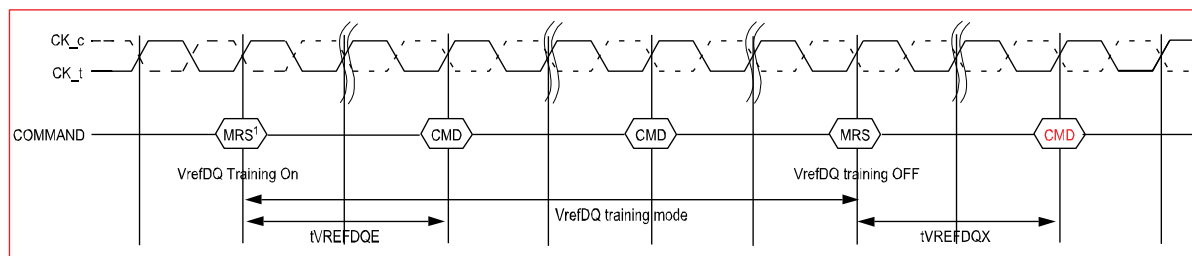 CK_c
CK_t
COMMAND MRS¹ CMD CMD MRS CMD
VrefDQ Training On VrefDQ training OFF
VrefDQ training mode
tVREFDQE tVREFDQX